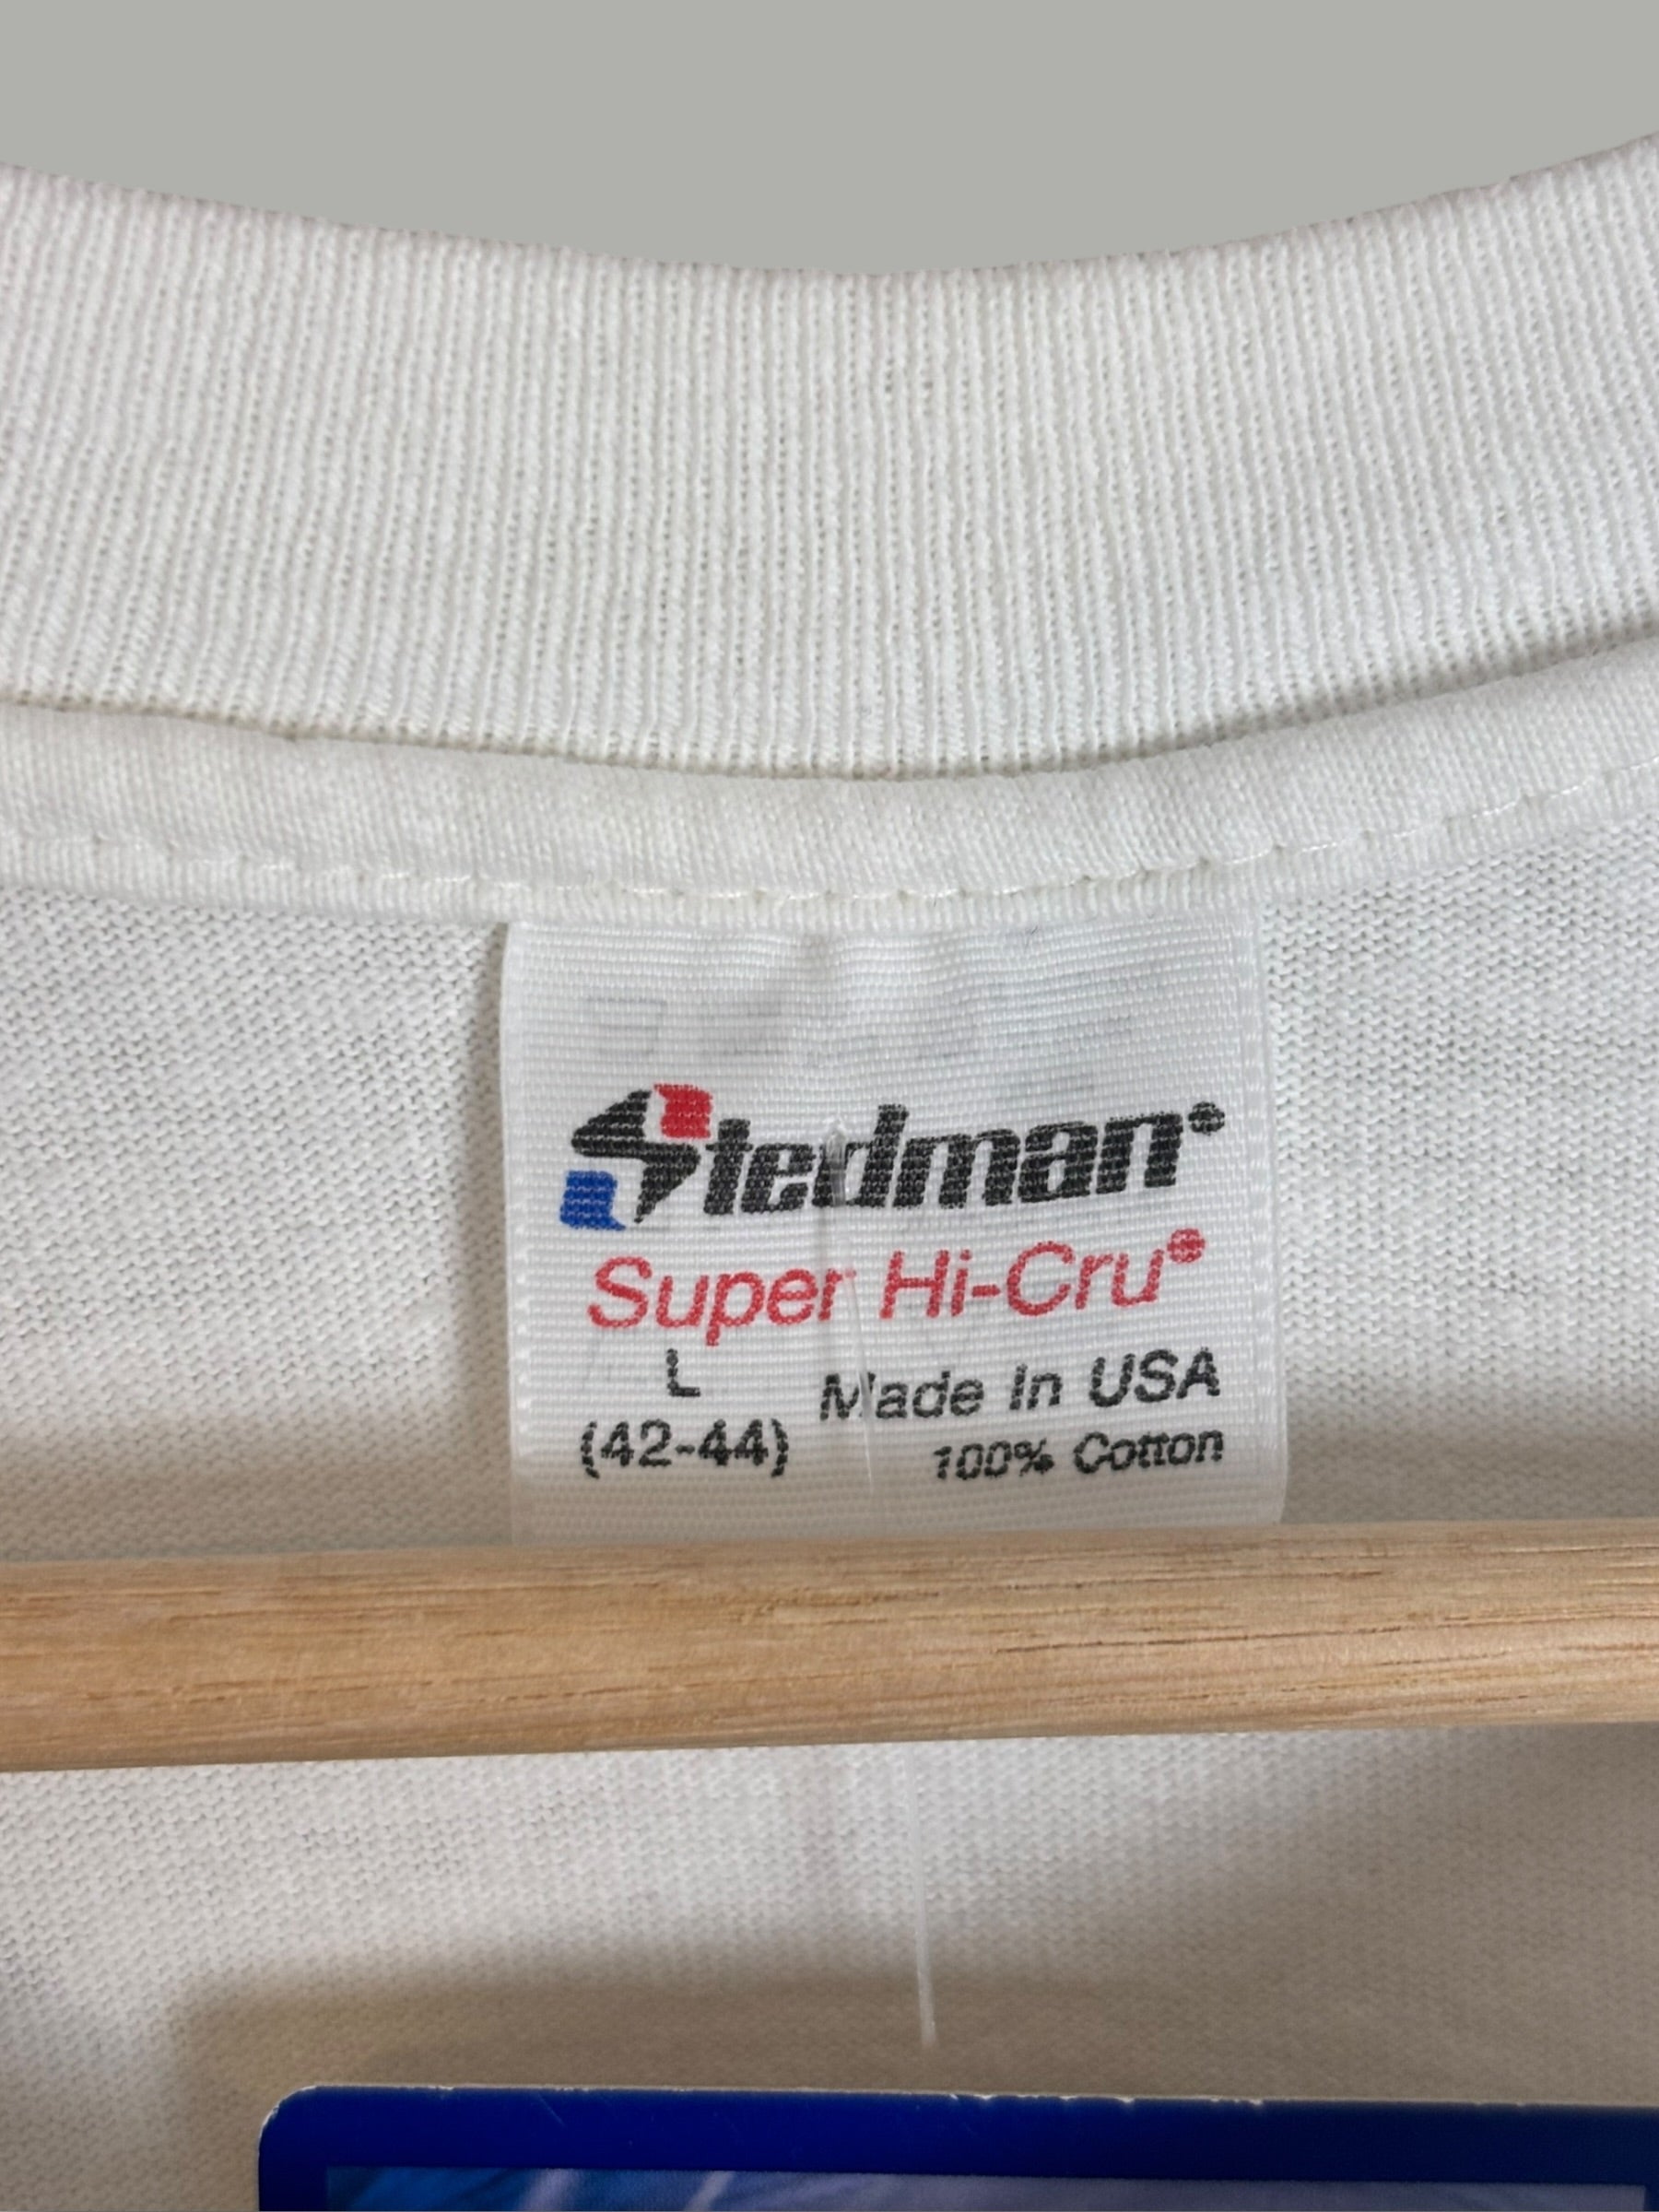 Stedman®
Super Hi-Cru®
L
(42-44)
Made In USA
100% Cotton